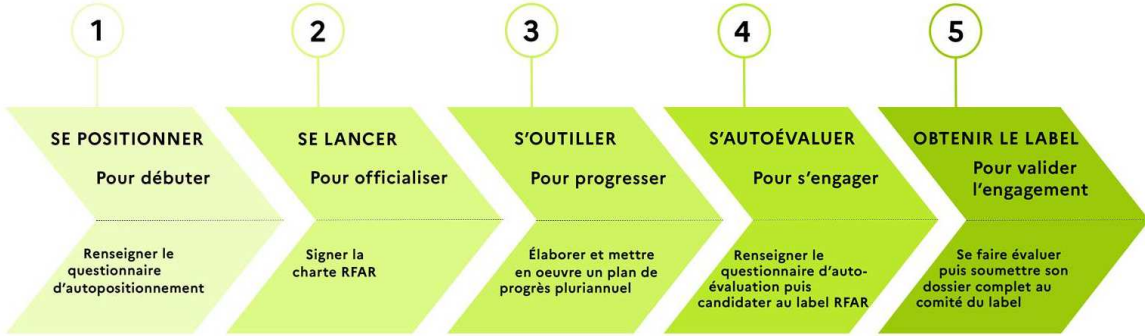 1
SE POSITIONNER
Pour débuter
Renseigner le
questionnaire
d'autopositionnement
2
SE LANCER
Pour officialiser
Signer la
charte RFAR
3
S'OUTILLER
Pour progresser
Élaborer et mettre
en oeuvre un plan de
progrès pluriannuel
4
S'AUTOÉVALUER
Pour s'engager
Renseigner le
questionnaire d'auto-
évaluation puis
candidater au label RFAR
5
OBTENIR LE LABEL
Pour valider
l'engagement
Se faire évaluer
puis soumettre son
dossier complet au
comité du label